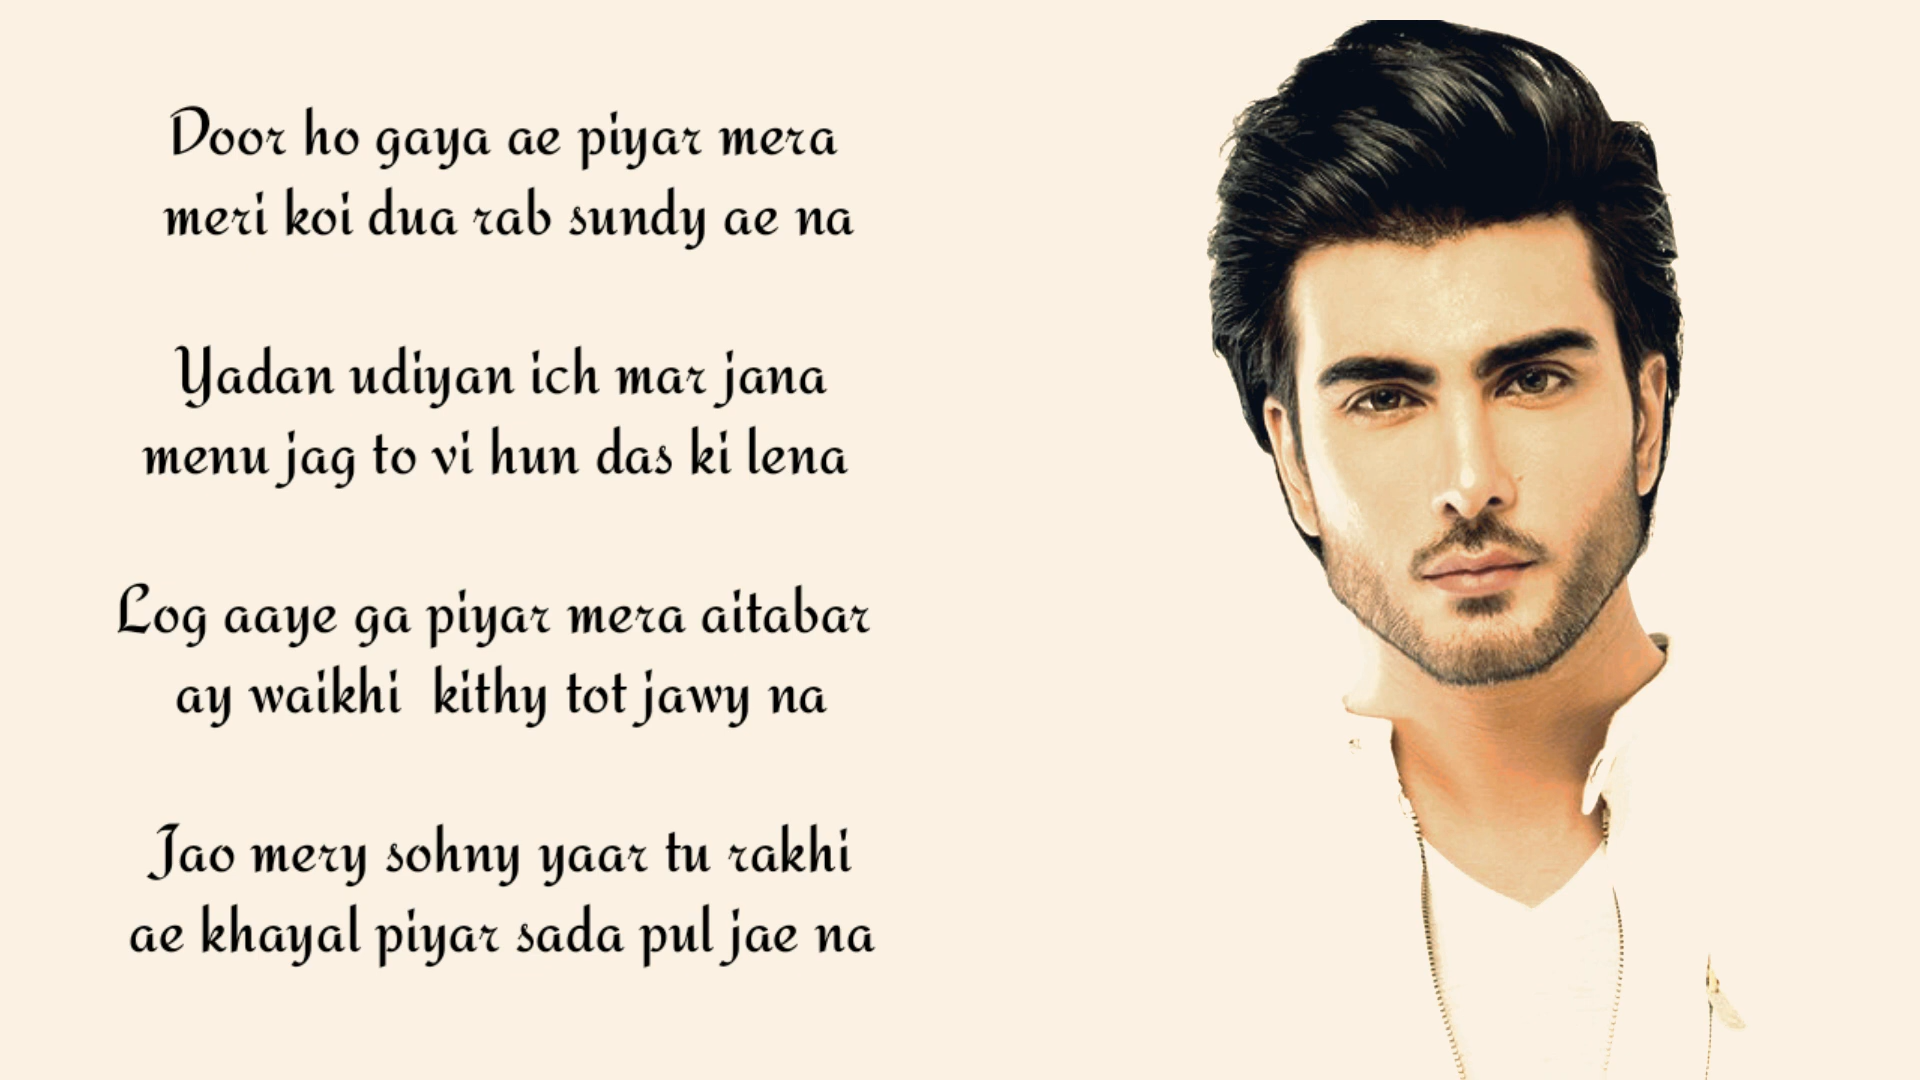 Door ho gaya ae piyar mera
meri koi dua rab sundy ae na
Yadan udiyan ich mar jana
menu jag to vi hun das ki lena
Log aaye ga piyar mera aitabar
ay waikhi kithy tot jawy na
Jao mery sohny yaar tu rakhi
ae khayal piyar sada pul jae na